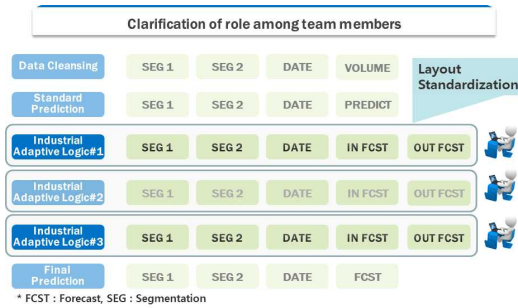 Clarification of role among team members
Data Cleansing SEG 1 SEG 2 DATE VOLUME
Layout
Standardization
Standard
Prediction SEG 1 SEG 2 DATE PREDICT
Industrial
Adaptive Logic#1 SEG 1 SEG 2 DATE IN FCST OUT FCST
Industrial
Adaptive Logic#2 SEG 1 SEG 2 DATE IN FCST OUT FCST
Industrial
Adaptive Logic#3 SEG 1 SEG 2 DATE IN FCST OUT FCST
Final
Prediction SEG 1 SEG 2 DATE FCST
* FCST : Forecast, SEG : Segmentation